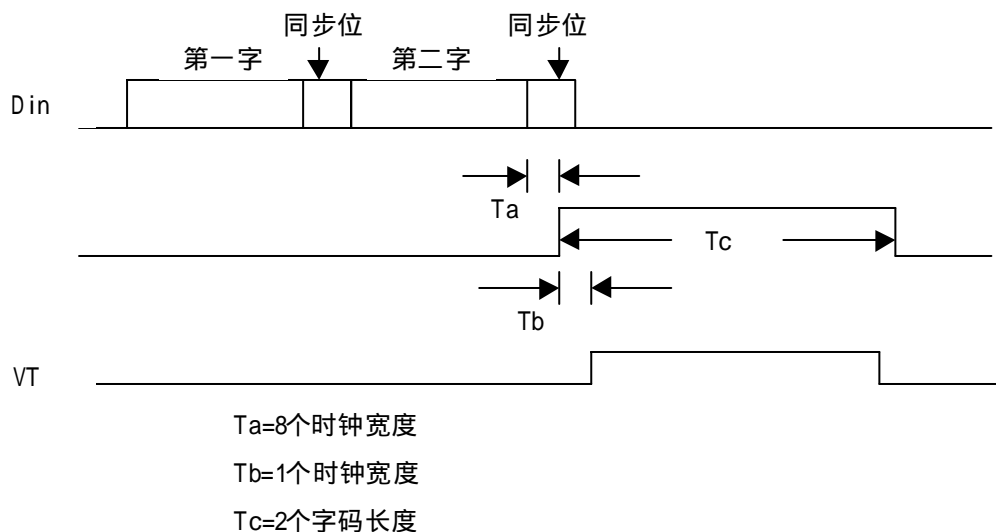 同步位 同步位
第一字 第二字
Din
Ta
Tc
Tb
VT
Ta=8个时钟宽度
Tb=1个时钟宽度
Tc=2个字码长度